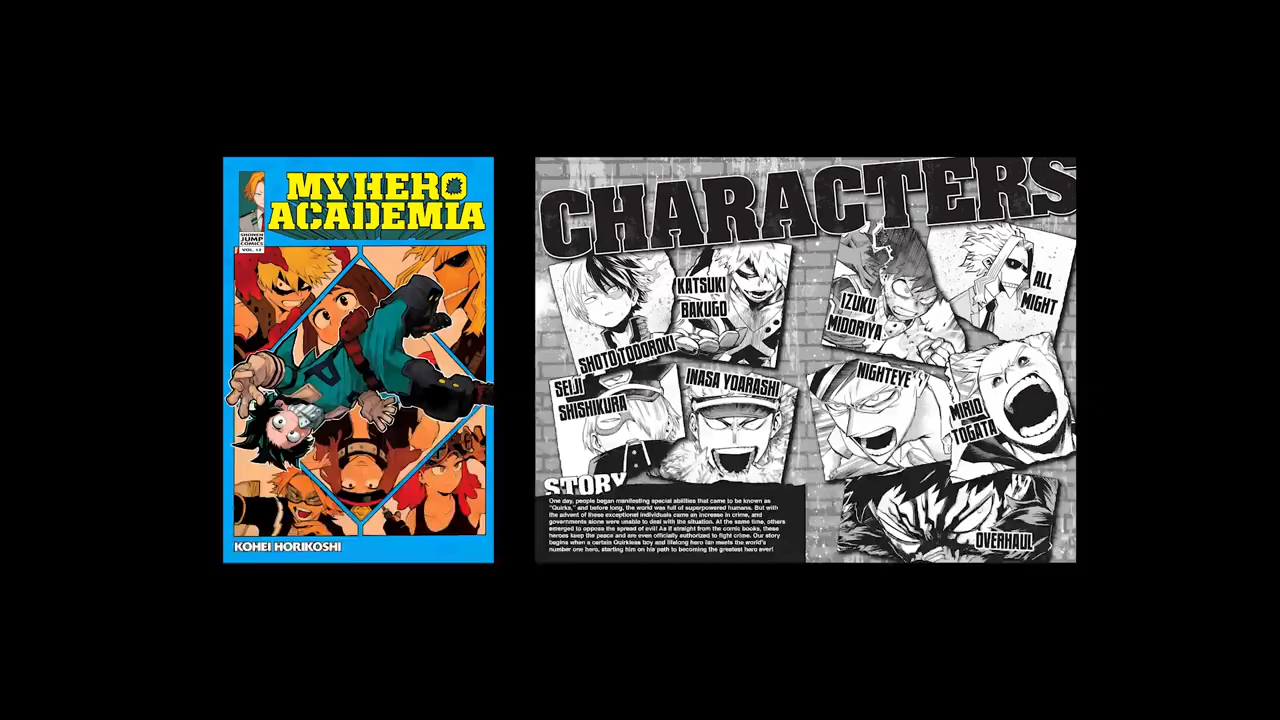 MY HERO
ACADEMIA
SHONEN
JUMP
COMICS
VOL. 12
KOHEI HORIKOSHI
CHARACTERS
SHOTO TODOROKI
KATSUKI
BAKUGO
IZUKU
MIDORIYA
ALL
MIGHT
SEIJI
SHISHIKURA
INASA YOARASHI
NIGHTEYE
MIRIO
TOGATA
OVERHAUL
STORY
One day, people began manifesting special abilities that came to be known as
"Quirks," and before long, the world was full of superpowered humans. But with
the advent of these exceptional individuals came an increase in crime, and
governments alone were unable to deal with the situation. At the same time, others
emerged to oppose the spread of evil! As if straight from the comic books, these
heroes keep the peace and are even officially authorized to fight crime. Our story
begins when a certain Quirkless boy and lifelong hero fan meets the world's
number one hero, starting him on his path to becoming the greatest hero ever!